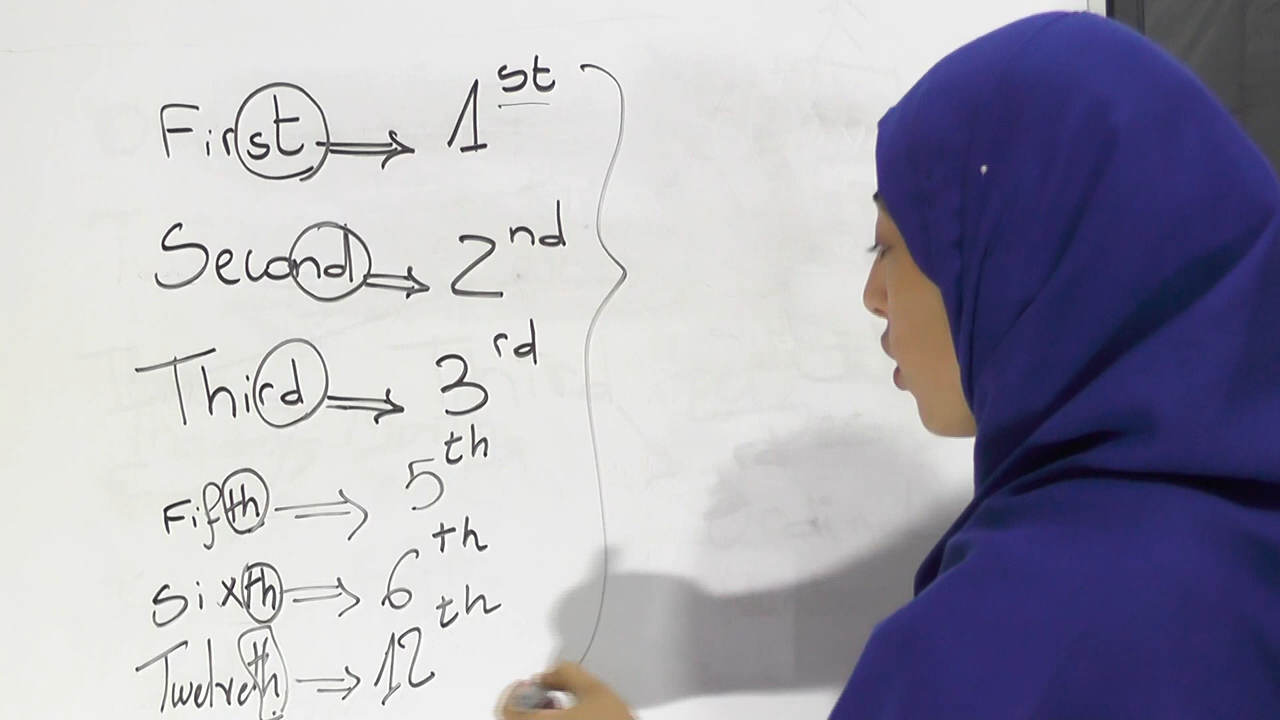 First ⇒ 1st
Second ⇒ 2nd
Third ⇒ 3rd
Fifth ⇒ 5th
Sixth ⇒ 6th
Twelveth ⇒ 12th